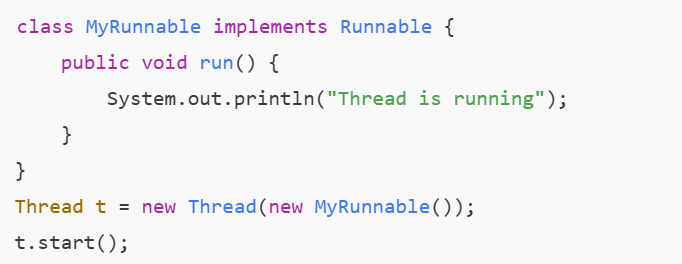 class MyRunnable implements Runnable {
    public void run() {
        System.out.println("Thread is running");
    }
}
Thread t = new Thread(new MyRunnable());
t.start();